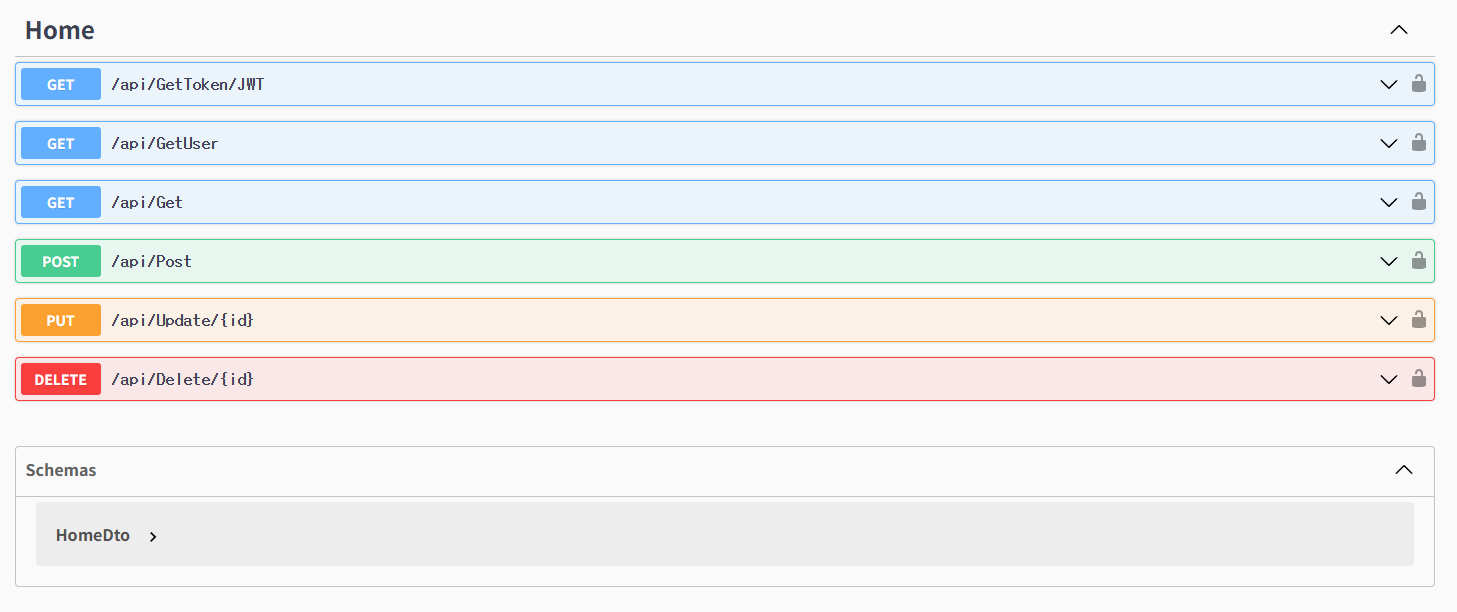 Home
GET /api/GetToken/JWT
GET /api/GetUser
GET /api/Get
POST /api/Post
PUT /api/Update/{id}
DELETE /api/Delete/{id}
Schemas
HomeDto